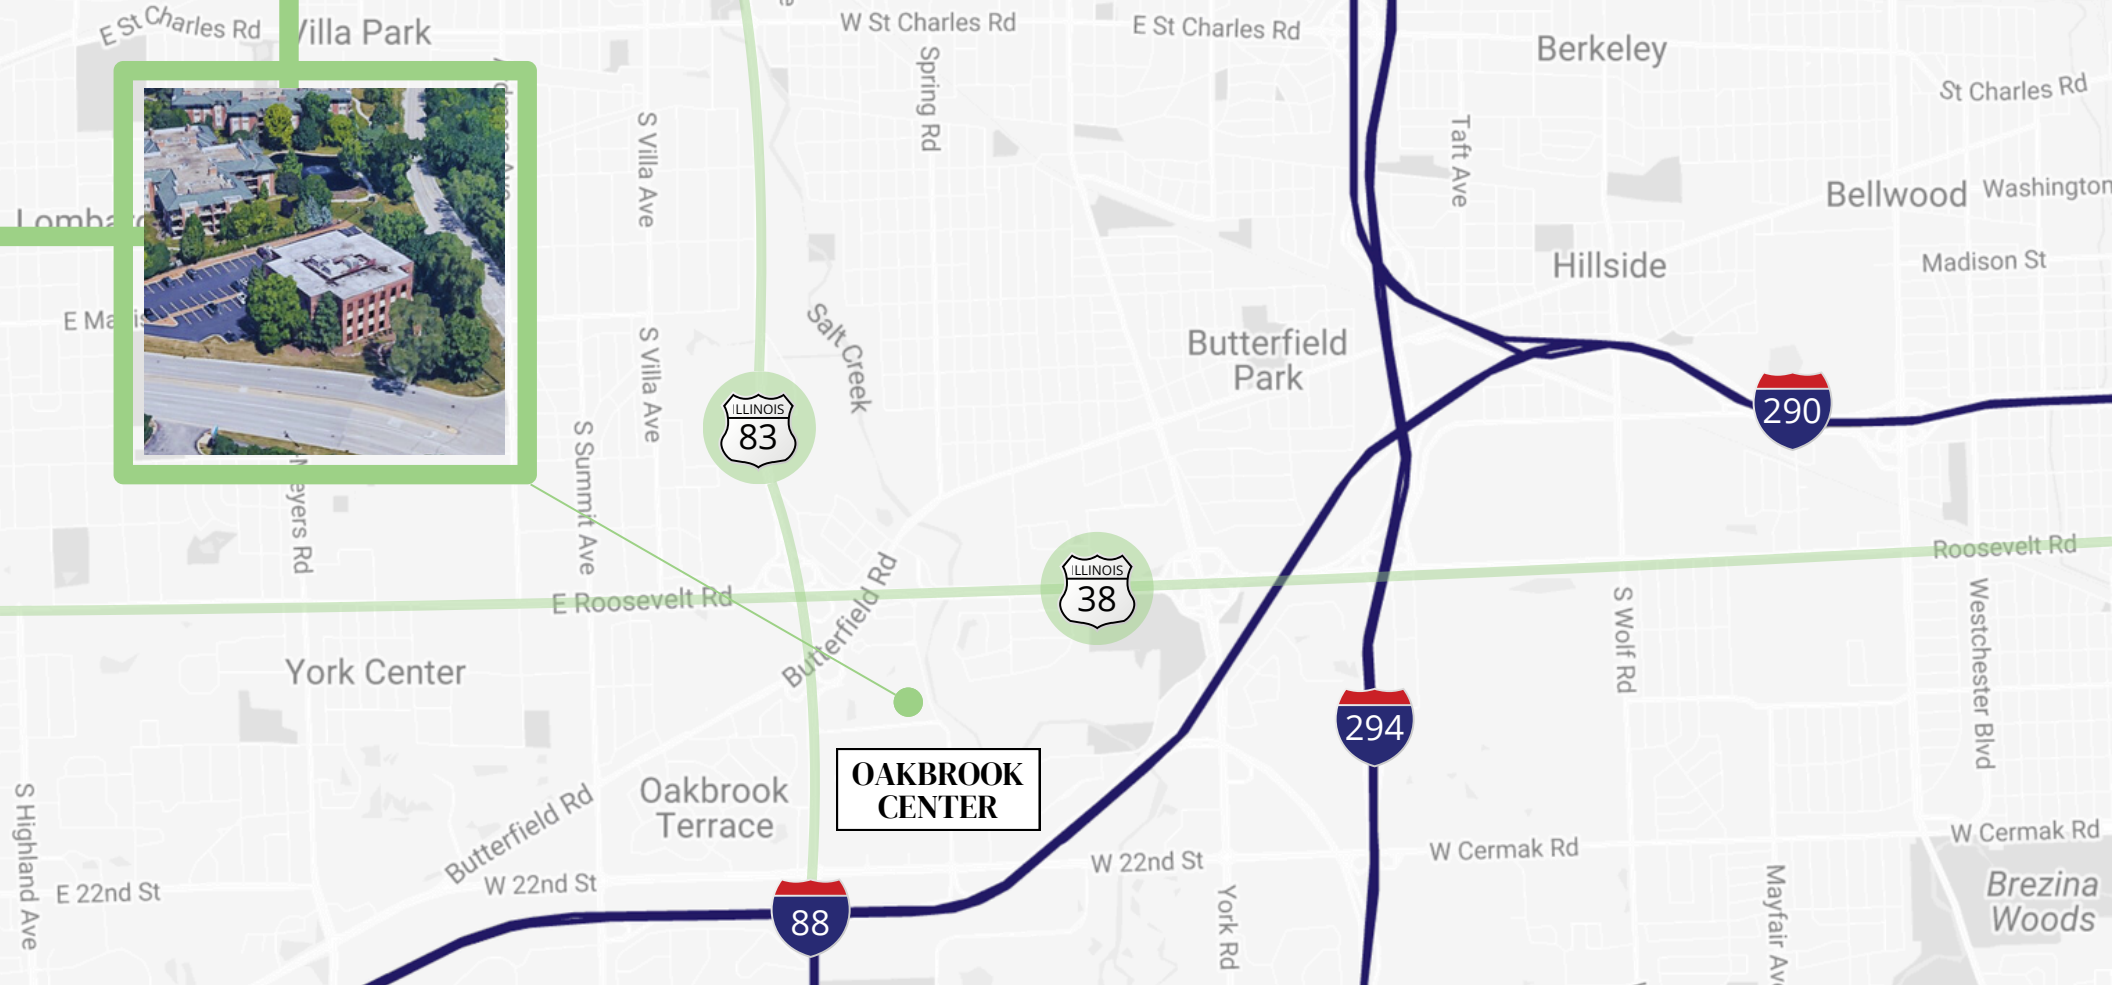 E St Charles Rd
Villa Park
W St Charles Rd
E St Charles Rd
Berkeley
St Charles Rd
Spring Rd
S Villa Ave
Taft Ave
Bellwood
Washington
Hillside
Madison St
Salt Creek
S Villa Ave
Butterfield
Park
290
ILLINOIS
83
S Summit Ave
Meyers Rd
Roosevelt Rd
ILLINOIS
38
E Roosevelt Rd
Butterfield Rd
S Wolf Rd
Westchester Blvd
York Center
294
OAKBROOK
CENTER
Oakbrook
Terrace
Butterfield Rd
S Highland Ave
W Cermak Rd
W Cermak Rd
W 22nd St
W 22nd St
E 22nd St
88
York Rd
Mayfair Av
Brezina
Woods